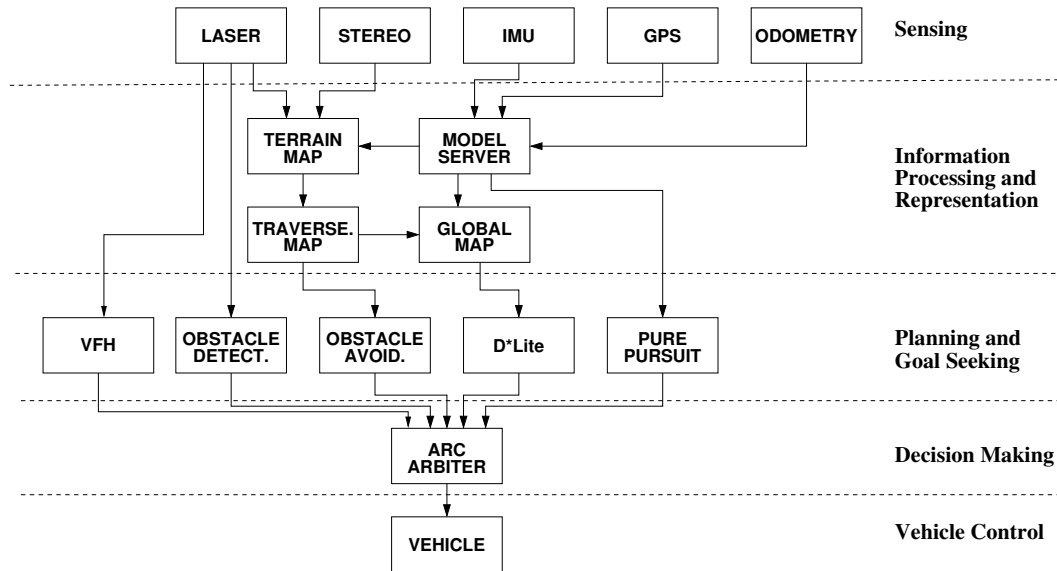 LASER
STEREO
IMU
GPS
ODOMETRY
Sensing
TERRAIN
MAP
MODEL
SERVER
Information
Processing and
Representation
TRAVERSE.
MAP
GLOBAL
MAP
VFH
OBSTACLE
DETECT.
OBSTACLE
AVOID.
D*Lite
PURE
PURSUIT
Planning and
Goal Seeking
ARC
ARBITER
Decision Making
VEHICLE
Vehicle Control